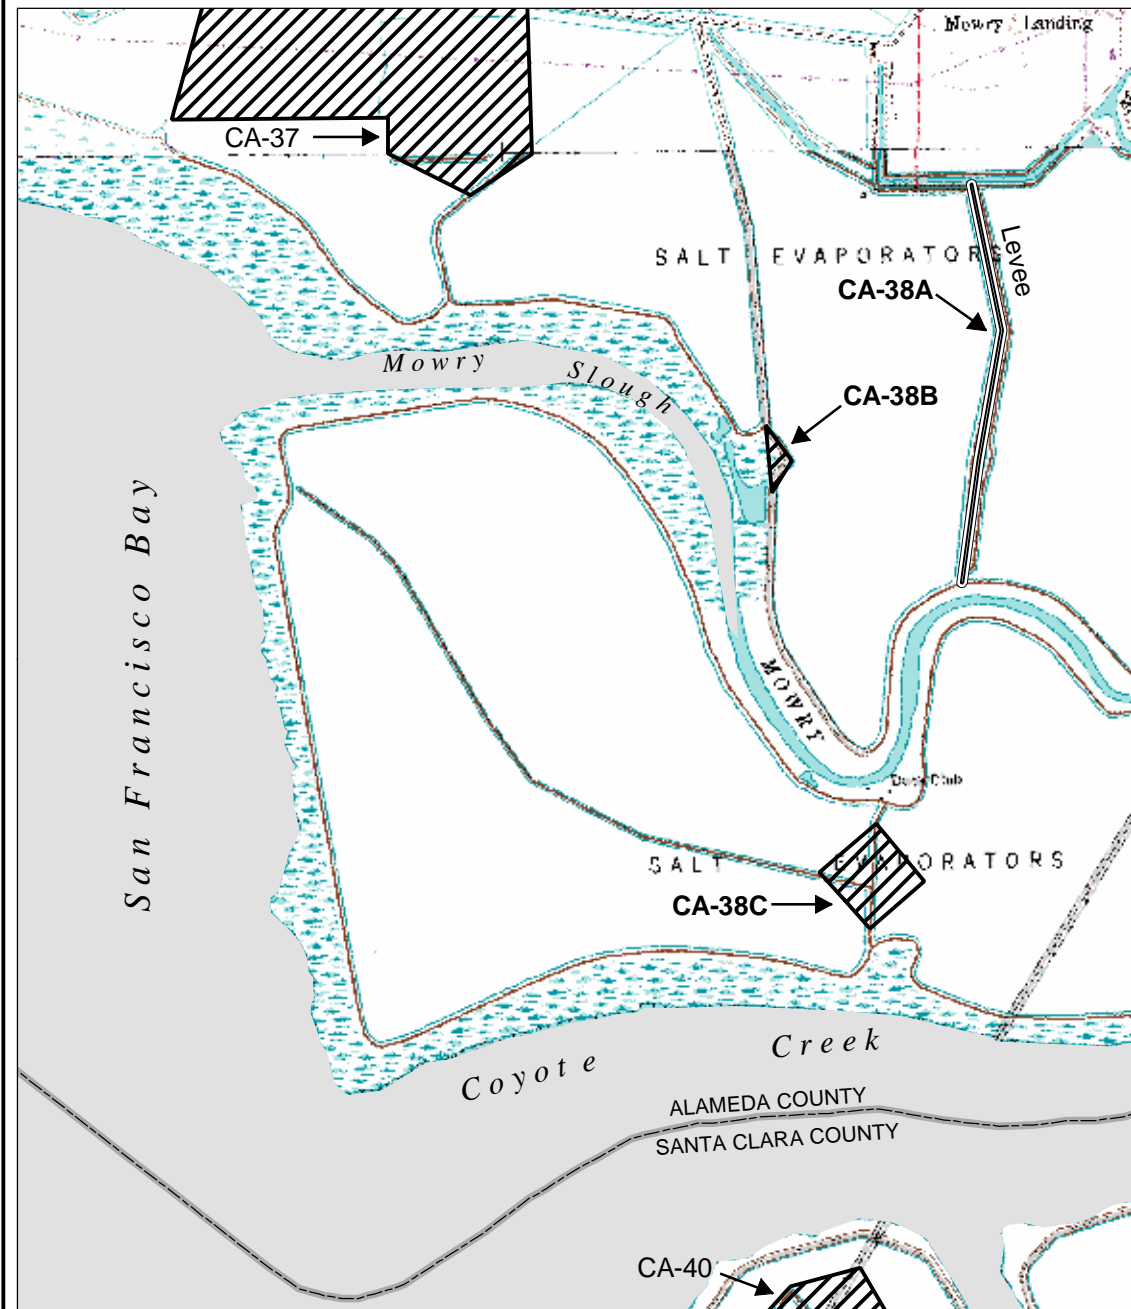 Mowry Landing
CA-37
Levee
SALT EVAPORATORS
CA-38A
Mowry Slough
CA-38B
San Francisco Bay
MOWRY
Duck Club
SALT EVAPORATORS
CA-38C
Coyote Creek
ALAMEDA COUNTY
SANTA CLARA COUNTY
CA-40